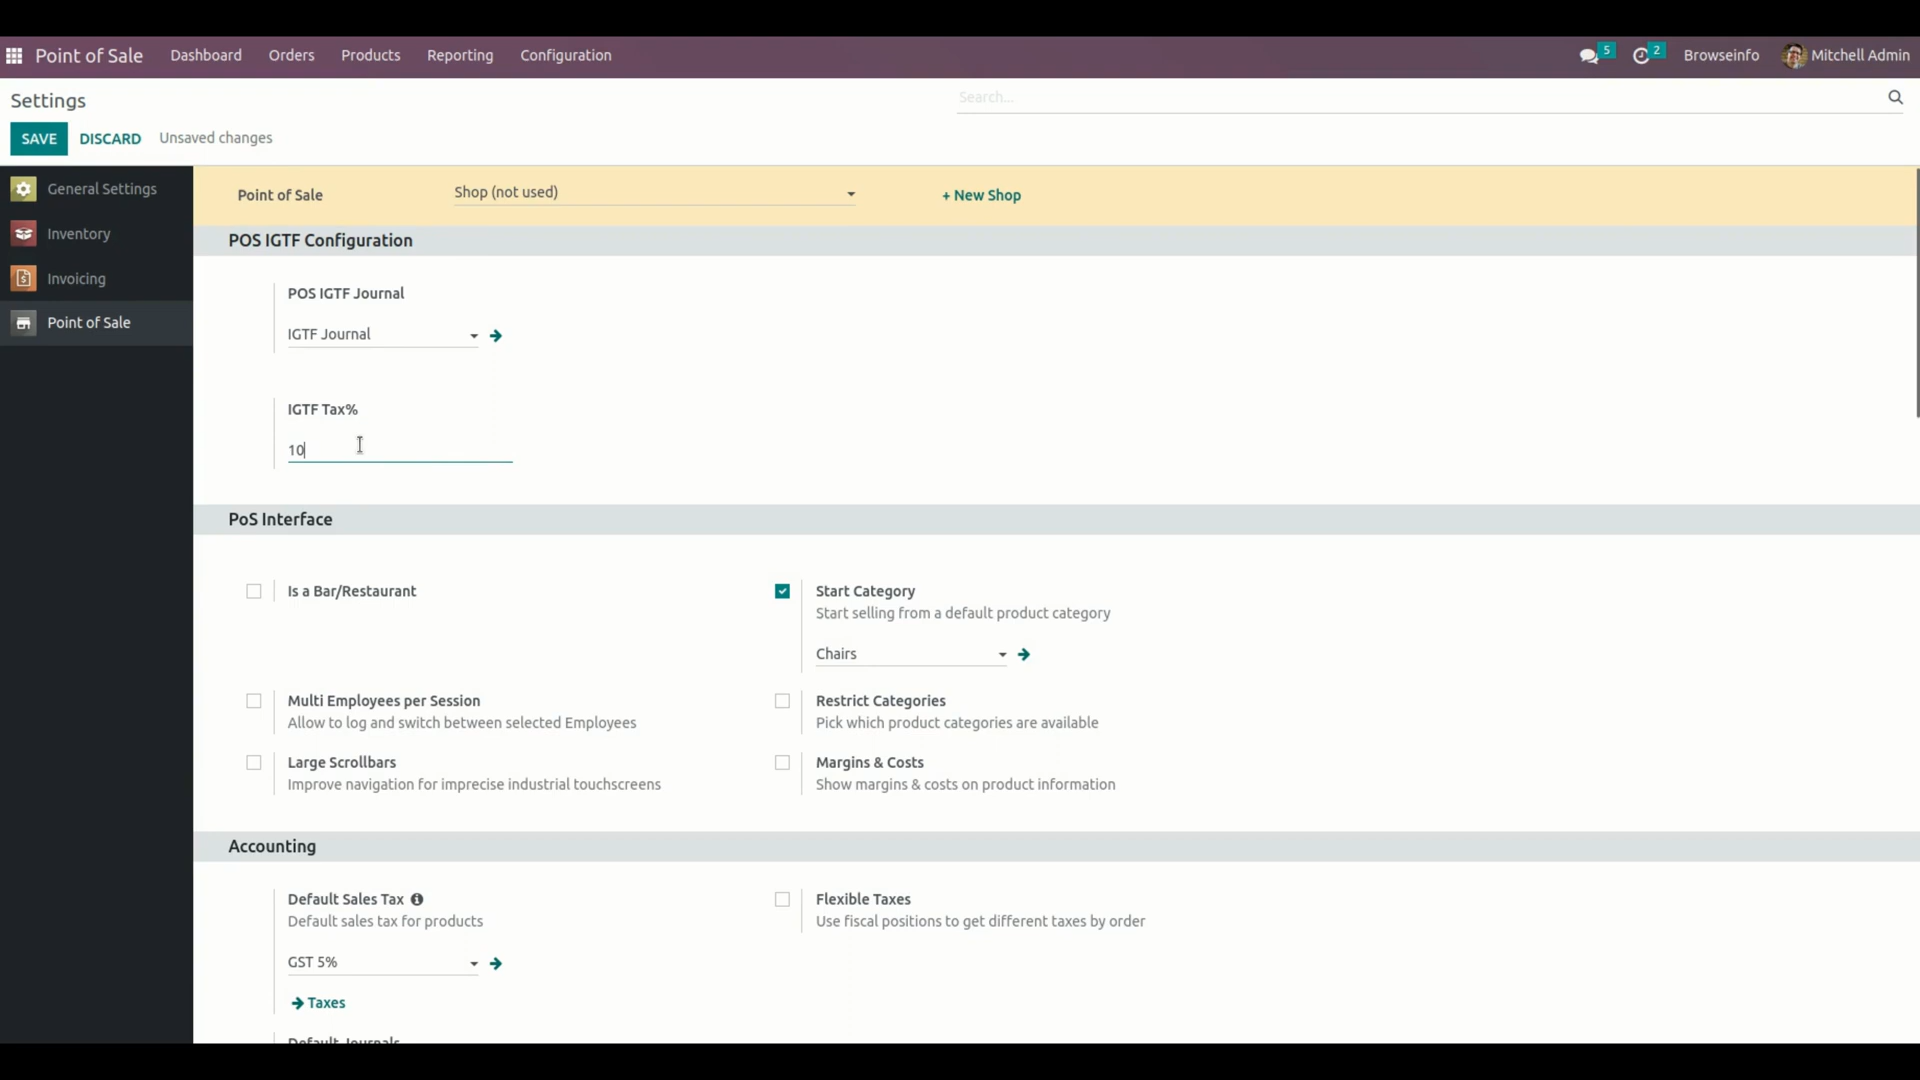 Point of Sale Dashboard Orders Products Reporting Configuration 5 2 Browseinfo Mitchell Admin
Settings
Search...
SAVE DISCARD Unsaved changes
General Settings
Inventory
Invoicing
Point of Sale
Point of Sale Shop (not used) + New Shop
POS IGTF Configuration
POS IGTF Journal
IGTF Journal
IGTF Tax%
10
PoS Interface
Is a Bar/Restaurant
Start Category
Start selling from a default product category
Chairs
Multi Employees per Session
Allow to log and switch between selected Employees
Restrict Categories
Pick which product categories are available
Large Scrollbars
Improve navigation for imprecise industrial touchscreens
Margins & Costs
Show margins & costs on product information
Accounting
Default Sales Tax
Default sales tax for products
GST 5%
Taxes
Flexible Taxes
Use fiscal positions to get different taxes by order
Default Journals